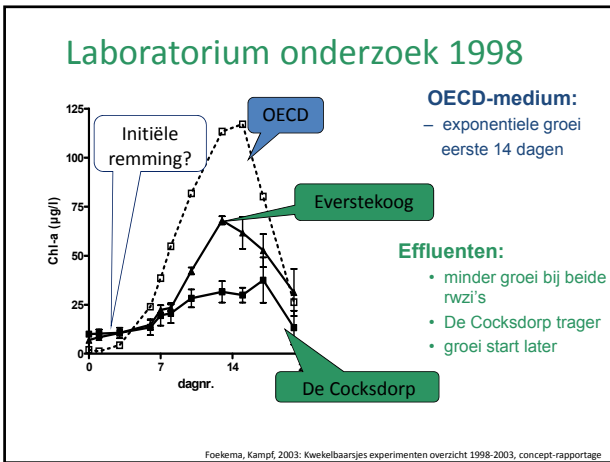 Laboratorium onderzoek 1998
125
100
75
50
25
0
Chl-a (µg/l)
0
7
14
dagnr.
Initiële
remming?
OECD
Everstekoog
De Cocksdorp
OECD-medium:
– exponentiele groei
eerste 14 dagen
Effluenten:
• minder groei bij beide
rwzi's
• De Cocksdorp trager
• groei start later
Foekema, Kampf, 2003: Kwekelbaarsjes experimenten overzicht 1998-2003, concept-rapportage